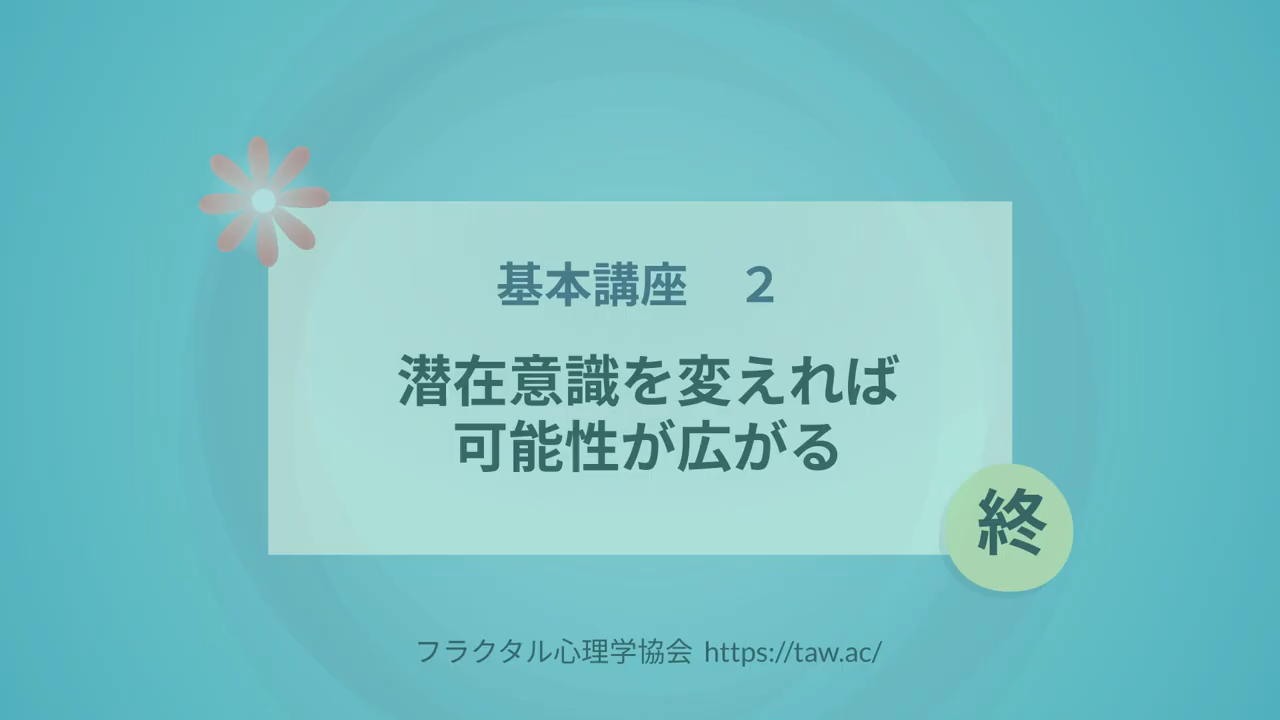 基本講座　２
潜在意識を変えれば
可能性が広がる
終
フラクタル心理学協会 https://taw.ac/